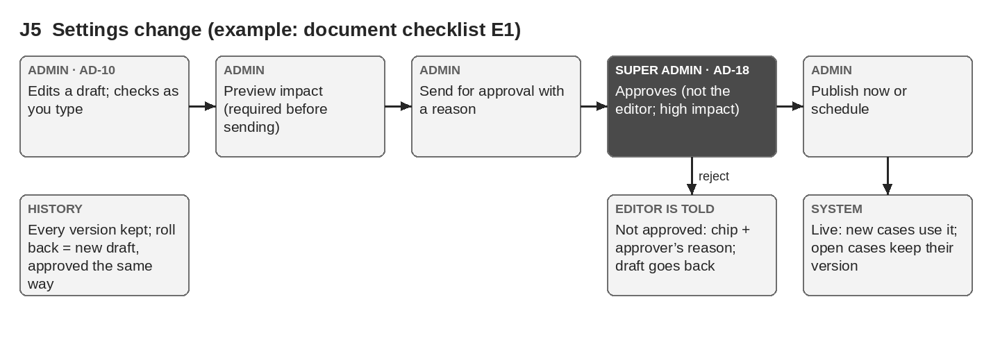 J5  Settings change (example: document checklist E1)
ADMIN · AD-10
Edits a draft; checks as
you type
ADMIN
Preview impact
(required before
sending)
ADMIN
Send for approval with
a reason
SUPER ADMIN · AD-18
Approves (not the
editor; high impact)
ADMIN
Publish now or
schedule
reject
HISTORY
Every version kept; roll
back = new draft,
approved the same
way
EDITOR IS TOLD
Not approved: chip +
approver’s reason;
draft goes back
SYSTEM
Live: new cases use it;
open cases keep their
version